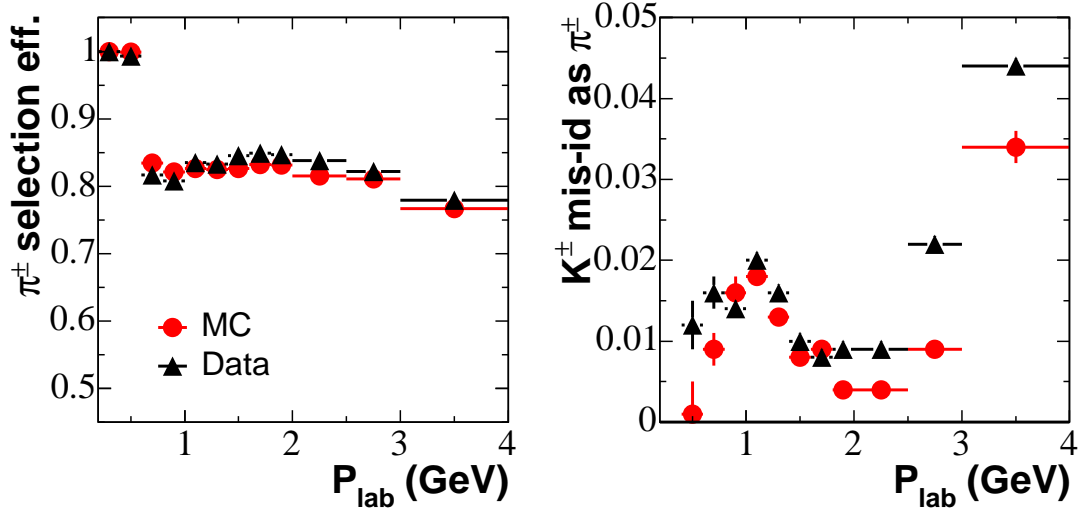 π± selection eff.
1
0.9
0.8
0.7
0.6
0.5
MC
Data
1 2 3 4
P_lab (GeV)
K± mis-id as π±
0.05
0.04
0.03
0.02
0.01
0
1 2 3 4
P_lab (GeV)